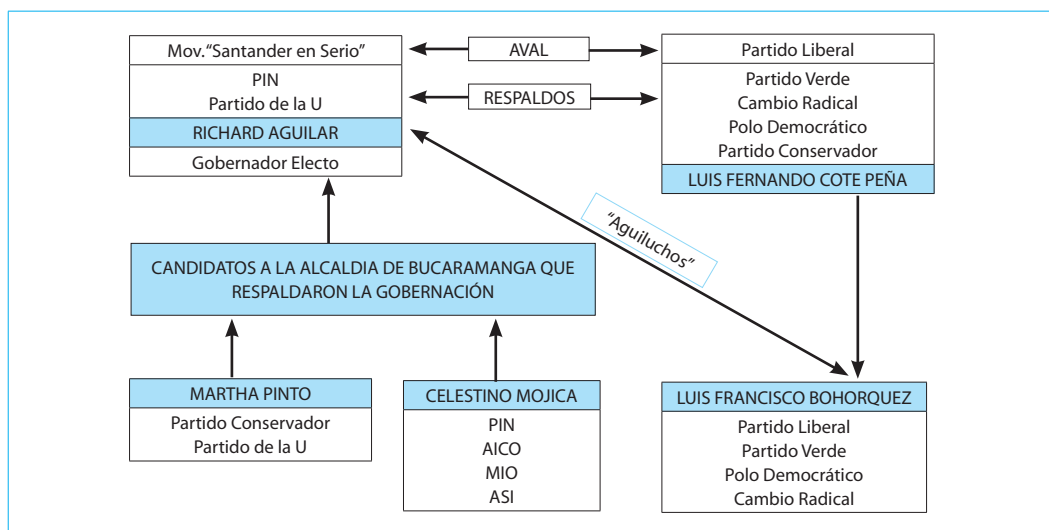 Mov.“Santander en Serio”
PIN
Partido de la U
RICHARD AGUILAR
Gobernador Electo
AVAL
RESPALDOS
Partido Liberal
Partido Verde
Cambio Radical
Polo Democrático
Partido Conservador
LUIS FERNANDO COTE PEÑA
“Aguiluchos”
CANDIDATOS A LA ALCALDIA DE BUCARAMANGA QUE
RESPALDARON LA GOBERNACIÓN
MARTHA PINTO
Partido Conservador
Partido de la U
CELESTINO MOJICA
PIN
AICO
MIO
ASI
LUIS FRANCISCO BOHORQUEZ
Partido Liberal
Partido Verde
Polo Democrático
Cambio Radical